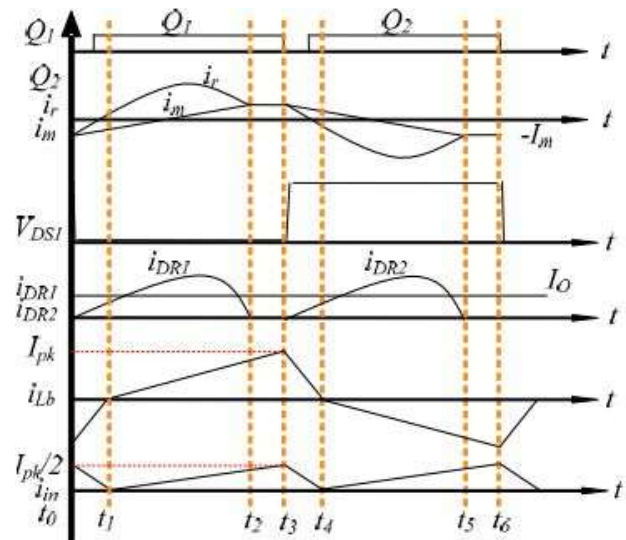 Q1 Q1 Q2 t
Q2
ir ir t
im im -Im
VDS1 t
iDR1 iDR2
iDR1 IO
iDR2 t
Ipk
iLb t
Ipk/2
iin t
t0 t1 t2 t3 t4 t5 t6